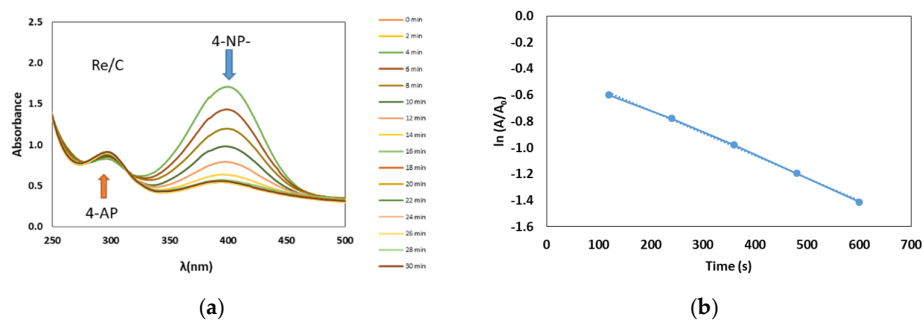 2.5
2.0
1.5
1.0
0.5
0.0
Absorbance
250
300
350
400
450
500
λ(nm)
Re/C
4-NP-
4-AP
0 min
2 min
4 min
6 min
8 min
10 min
12 min
14 min
16 min
18 min
20 min
22 min
24 min
26 min
28 min
30 min
(a)
0.0
-0.2
-0.4
-0.6
-0.8
-1.0
-1.2
-1.4
-1.6
ln (A/A0)
0
100
200
300
400
500
600
700
Time (s)
(b)